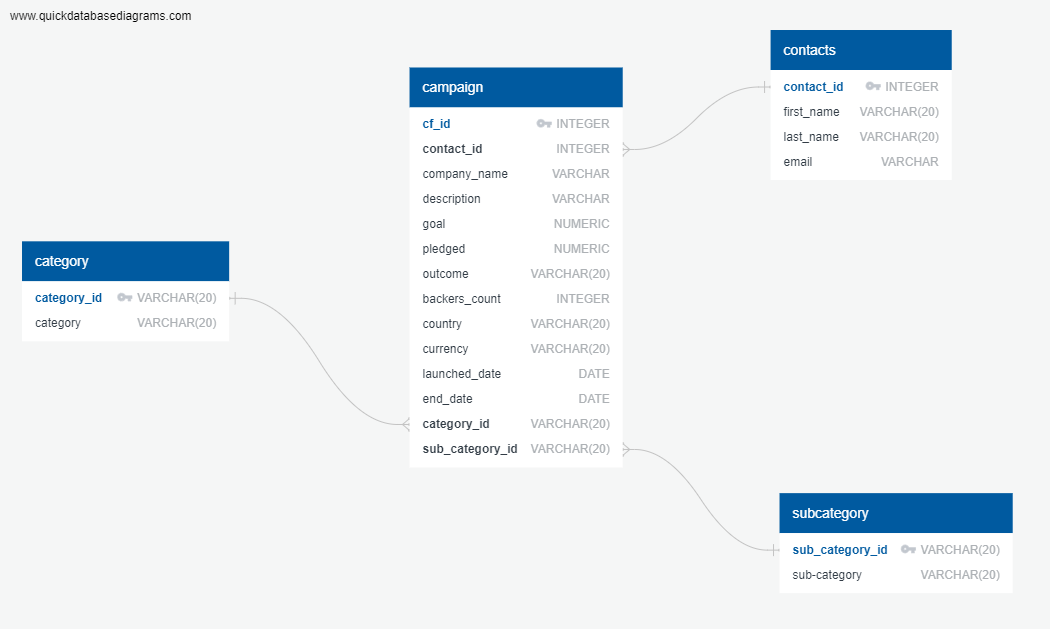 www.quickdatabasediagrams.com
campaign
cf_id INTEGER
contact_id INTEGER
company_name VARCHAR
description VARCHAR
goal NUMERIC
pledged NUMERIC
outcome VARCHAR(20)
backers_count INTEGER
country VARCHAR(20)
currency VARCHAR(20)
launched_date DATE
end_date DATE
category_id VARCHAR(20)
sub_category_id VARCHAR(20)
contacts
contact_id INTEGER
first_name VARCHAR(20)
last_name VARCHAR(20)
email VARCHAR
category
category_id VARCHAR(20)
category VARCHAR(20)
subcategory
sub_category_id VARCHAR(20)
sub-category VARCHAR(20)